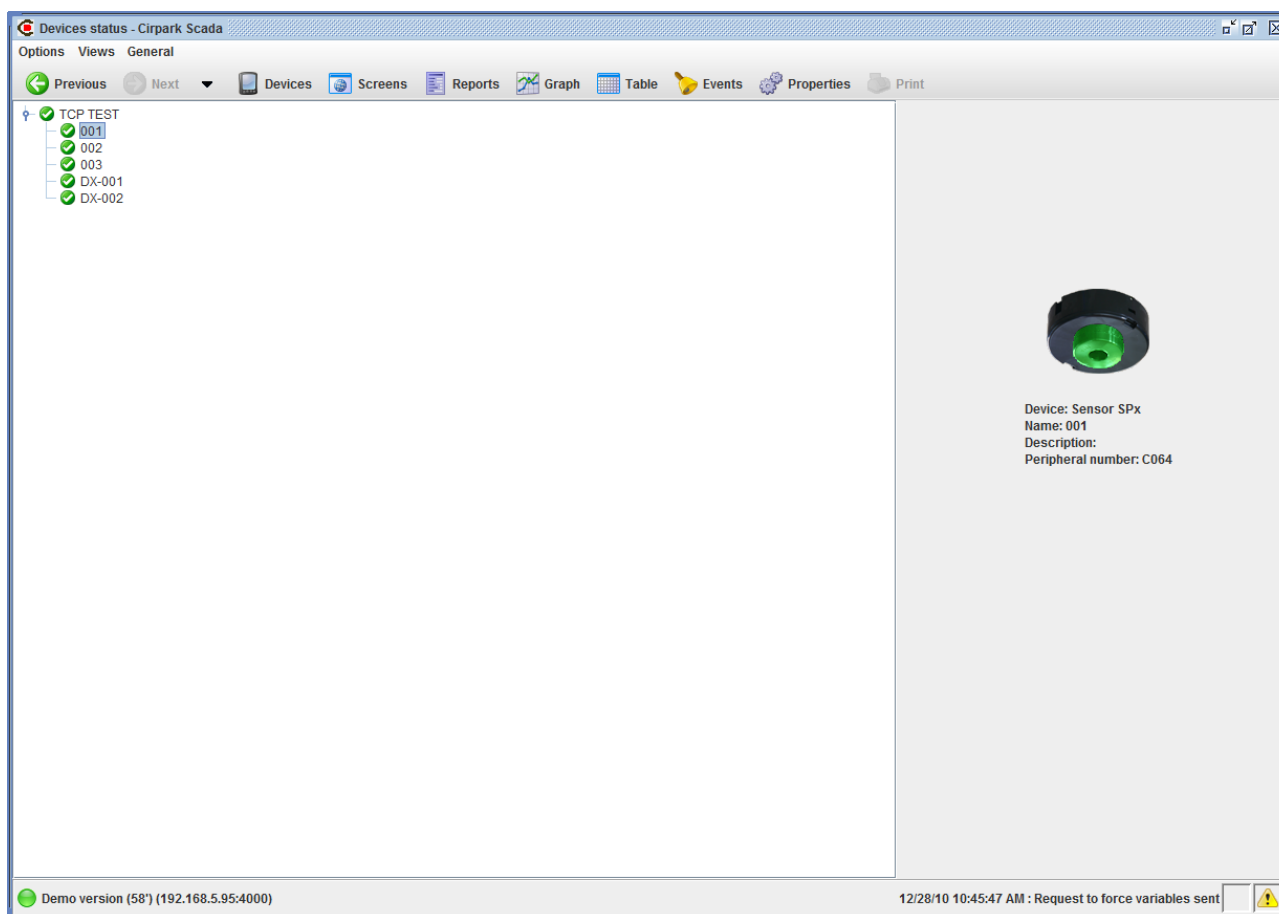 Devices status - Cirpark Scada
Options Views General
Previous Next Devices Screens Reports Graph Table Events Properties Print
TCP TEST
001
002
003
DX-001
DX-002
Device: Sensor SPx
Name: 001
Description:
Peripheral number: C064
Demo version (58') (192.168.5.95:4000) 12/28/10 10:45:47 AM : Request to force variables sent